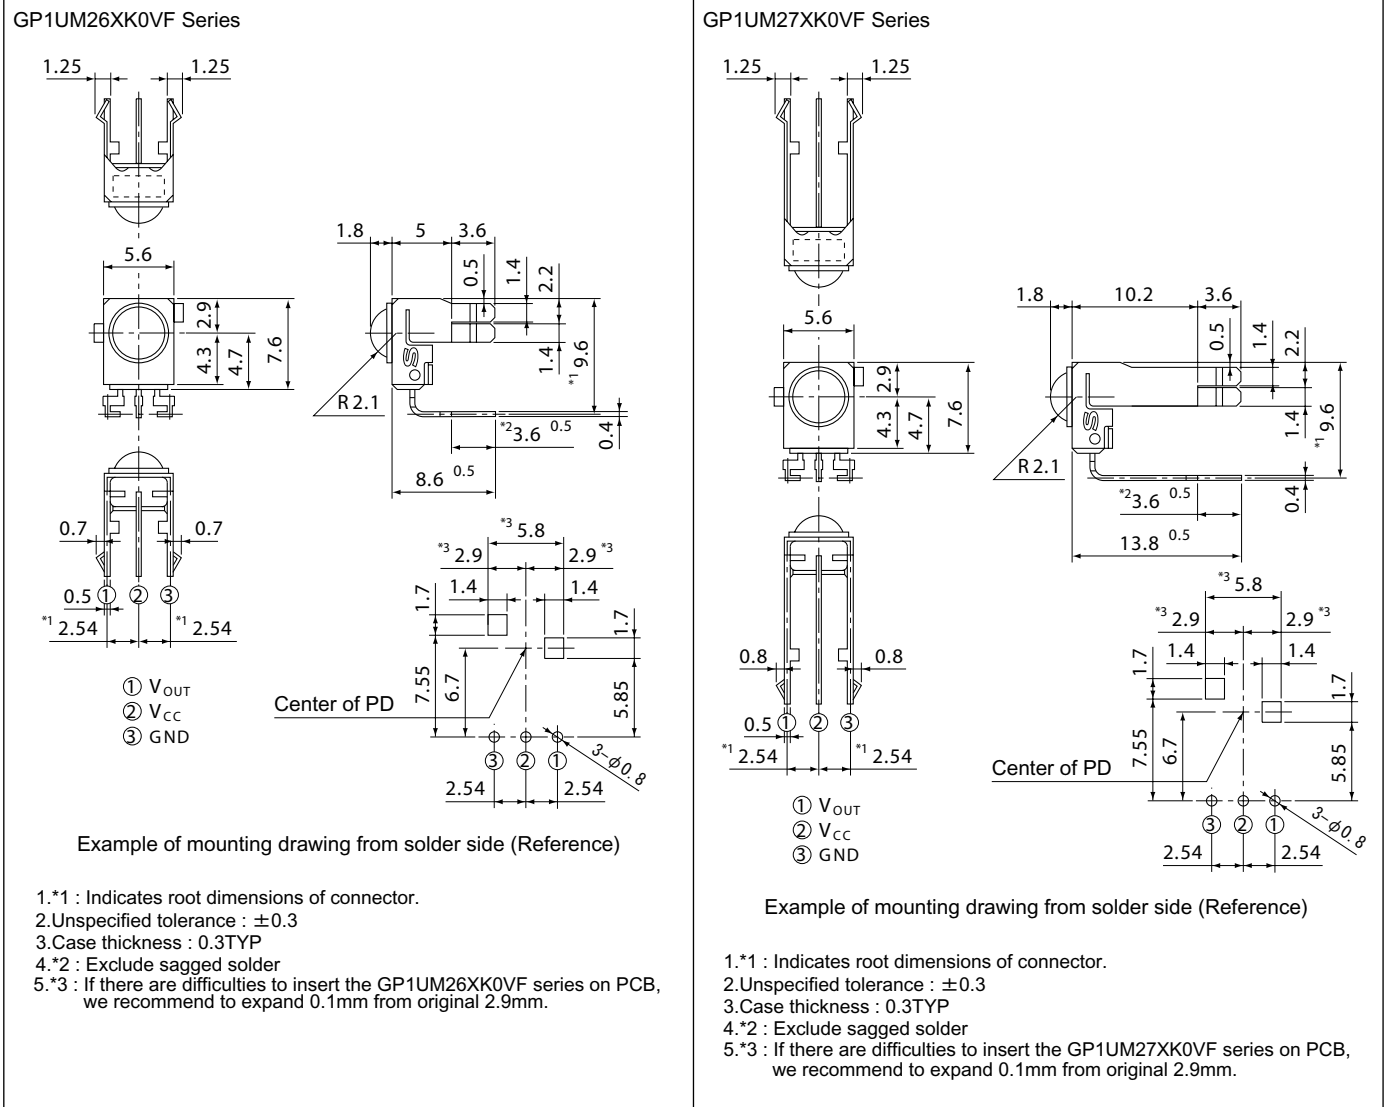 GP1UM26XK0VF Series
1.25 1.25
5.6
2.9
4.3
4.7
7.6
1.8 5 3.6
0.5
1.4
2.2
1.4
*1 9.6
R 2.1
*2 3.6 0.5
0.4
8.6 0.5
0.7 0.7
0.5 ① ② ③
*1 2.54 *1 2.54
① VOUT
② VCC
③ GND
*3 5.8
*3 2.9 2.9 *3
1.4 1.4
1.7
1.7
7.55
6.7
5.85
Center of PD
③ ② ①
3-φ0.8
2.54 2.54
Example of mounting drawing from solder side (Reference)
1.*1 : Indicates root dimensions of connector.
2.Unspecified tolerance : ±0.3
3.Case thickness : 0.3TYP
4.*2 : Exclude sagged solder
5.*3 : If there are difficulties to insert the GP1UM26XK0VF series on PCB,
we recommend to expand 0.1mm from original 2.9mm.
GP1UM27XK0VF Series
1.25 1.25
5.6
2.9
4.3
4.7
7.6
1.8 10.2 3.6
0.5
1.4
2.2
1.4
*1 9.6
R 2.1
*2 3.6 0.5
0.4
13.8 0.5
0.8 0.8
0.5 ① ② ③
*1 2.54 *1 2.54
① VOUT
② VCC
③ GND
*3 5.8
*3 2.9 2.9 *3
1.4 1.4
1.7
1.7
7.55
6.7
5.85
Center of PD
③ ② ①
3-φ0.8
2.54 2.54
Example of mounting drawing from solder side (Reference)
1.*1 : Indicates root dimensions of connector.
2.Unspecified tolerance : ±0.3
3.Case thickness : 0.3TYP
4.*2 : Exclude sagged solder
5.*3 : If there are difficulties to insert the GP1UM27XK0VF series on PCB,
we recommend to expand 0.1mm from original 2.9mm.